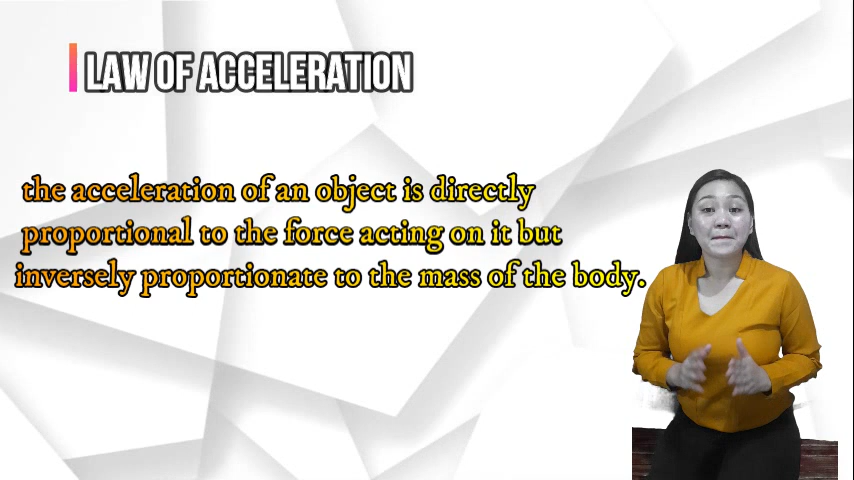 LAW OF ACCELERATION
the acceleration of an object is directly
proportional to the force acting on it but
inversely proportionate to the mass of the body.